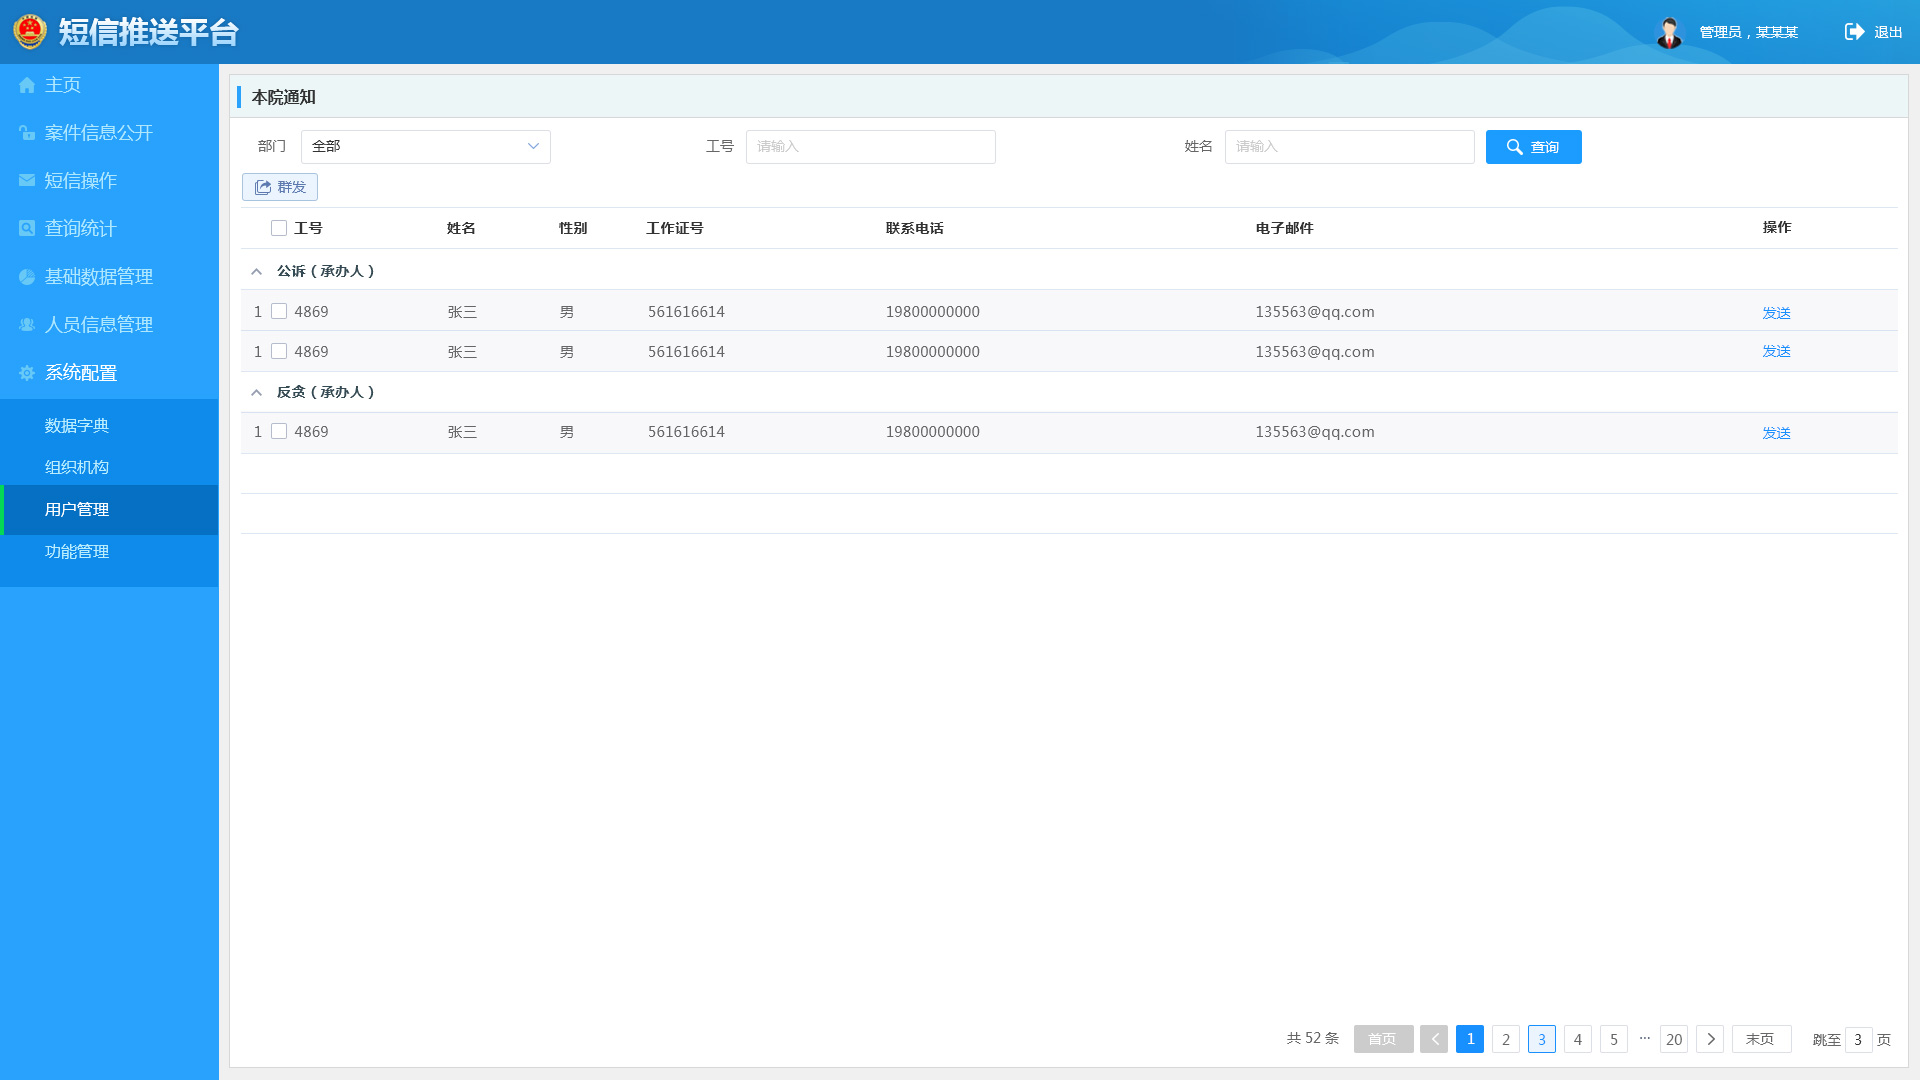 短信推送平台
管理员，某某某
退出
主页
案件信息公开
短信操作
查询统计
基础数据管理
人员信息管理
系统配置
数据字典
组织机构
用户管理
功能管理
本院通知
部门 全部 工号 请输入 姓名 请输入 查询
群发
工号 姓名 性别 工作证号 联系电话 电子邮件 操作
公诉（承办人）
1 4869 张三 男 561616614 19800000000 135563@qq.com 发送
1 4869 张三 男 561616614 19800000000 135563@qq.com 发送
反贪（承办人）
1 4869 张三 男 561616614 19800000000 135563@qq.com 发送
共 52 条 首页 1 2 3 4 5 ··· 20 末页 跳至 3 页